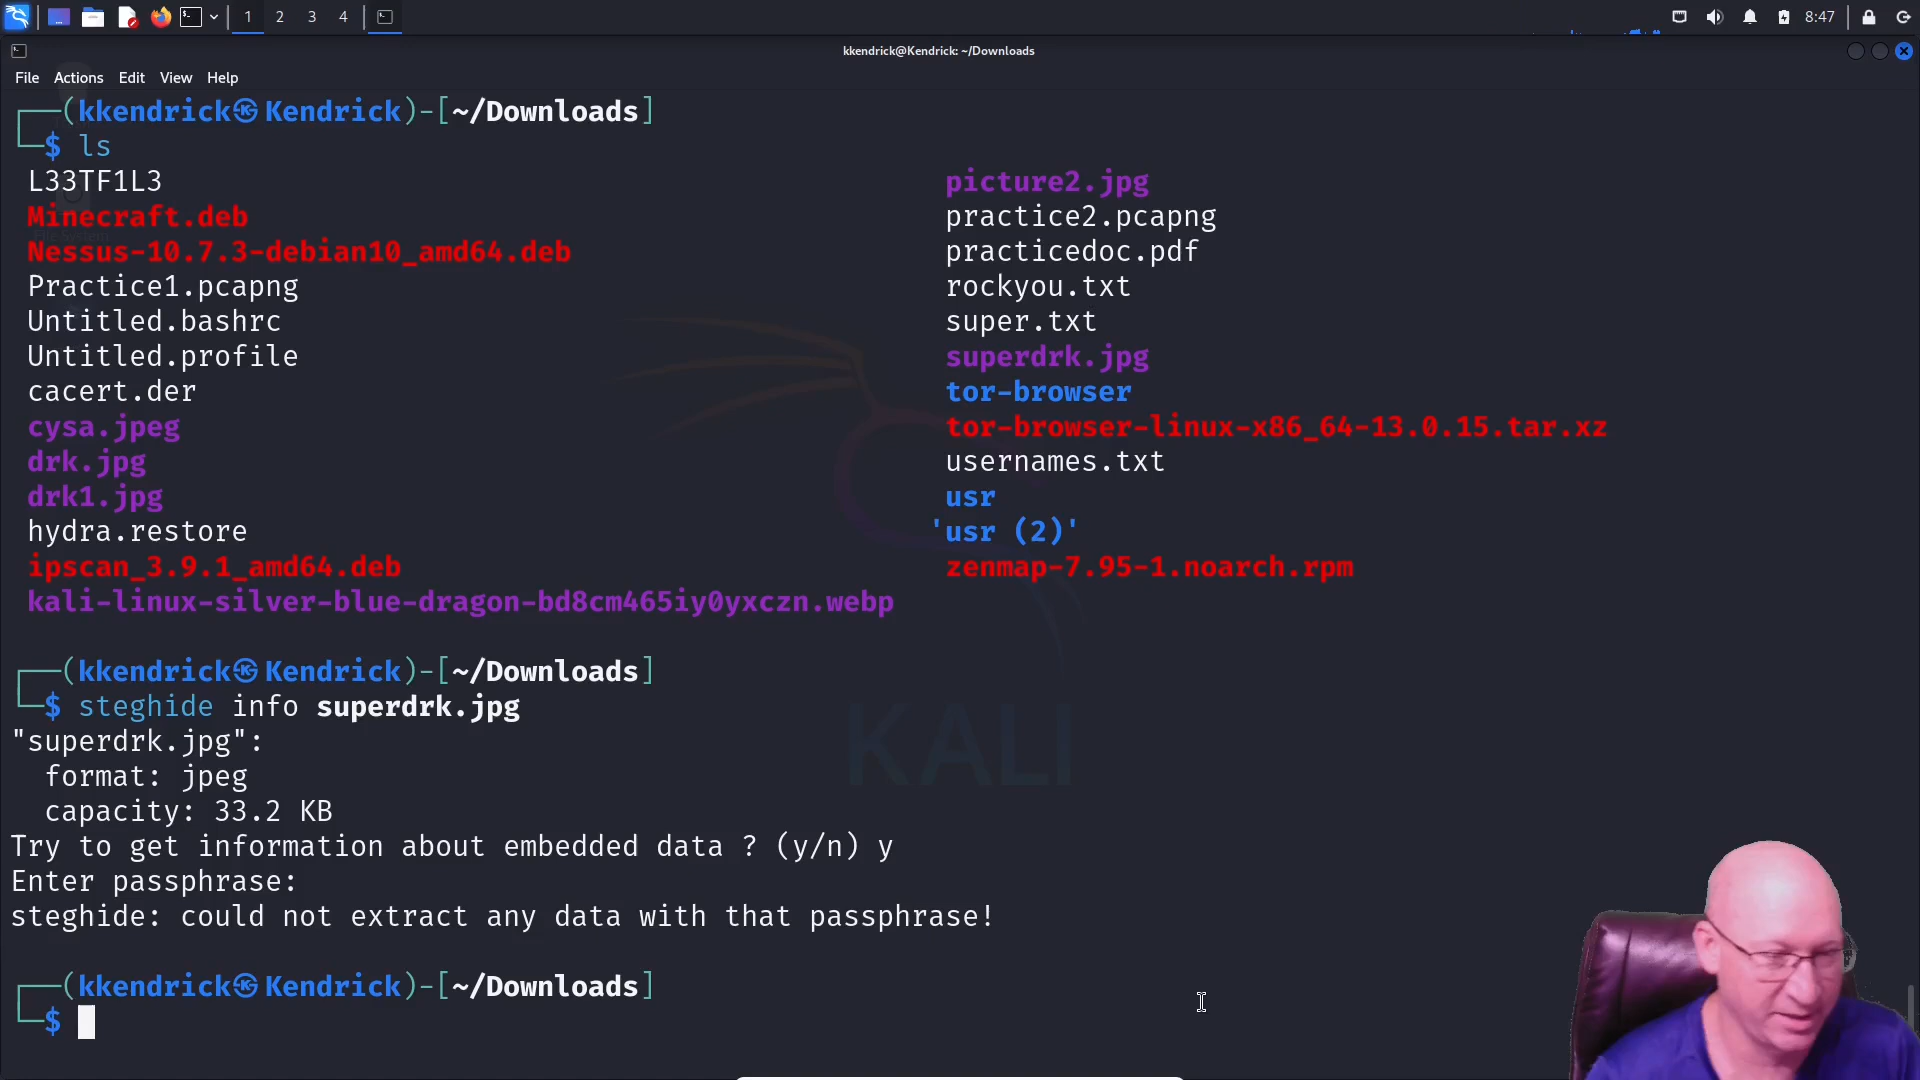 1 2 3 4 8:47
kkendrick@Kendrick: ~/Downloads
File Actions Edit View Help
┌──(kkendrick㉿Kendrick)-[~/Downloads]
└─$ ls
L33TF1L3 picture2.jpg
Minecraft.deb practice2.pcapng
Nessus-10.7.3-debian10_amd64.deb practicedoc.pdf
Practice1.pcapng rockyou.txt
Untitled.bashrc super.txt
Untitled.profile superdrk.jpg
cacert.der tor-browser
cysa.jpeg tor-browser-linux-x86_64-13.0.15.tar.xz
drk.jpg usernames.txt
drk1.jpg usr
hydra.restore 'usr (2)'
ipscan_3.9.1_amd64.deb zenmap-7.95-1.noarch.rpm
kali-linux-silver-blue-dragon-bd8cm465iy0yxczn.webp
┌──(kkendrick㉿Kendrick)-[~/Downloads]
└─$ steghide info superdrk.jpg
"superdrk.jpg":
format: jpeg
capacity: 33.2 KB
Try to get information about embedded data ? (y/n) y
Enter passphrase:
steghide: could not extract any data with that passphrase!
┌──(kkendrick㉿Kendrick)-[~/Downloads]
└─$
KALI
File System